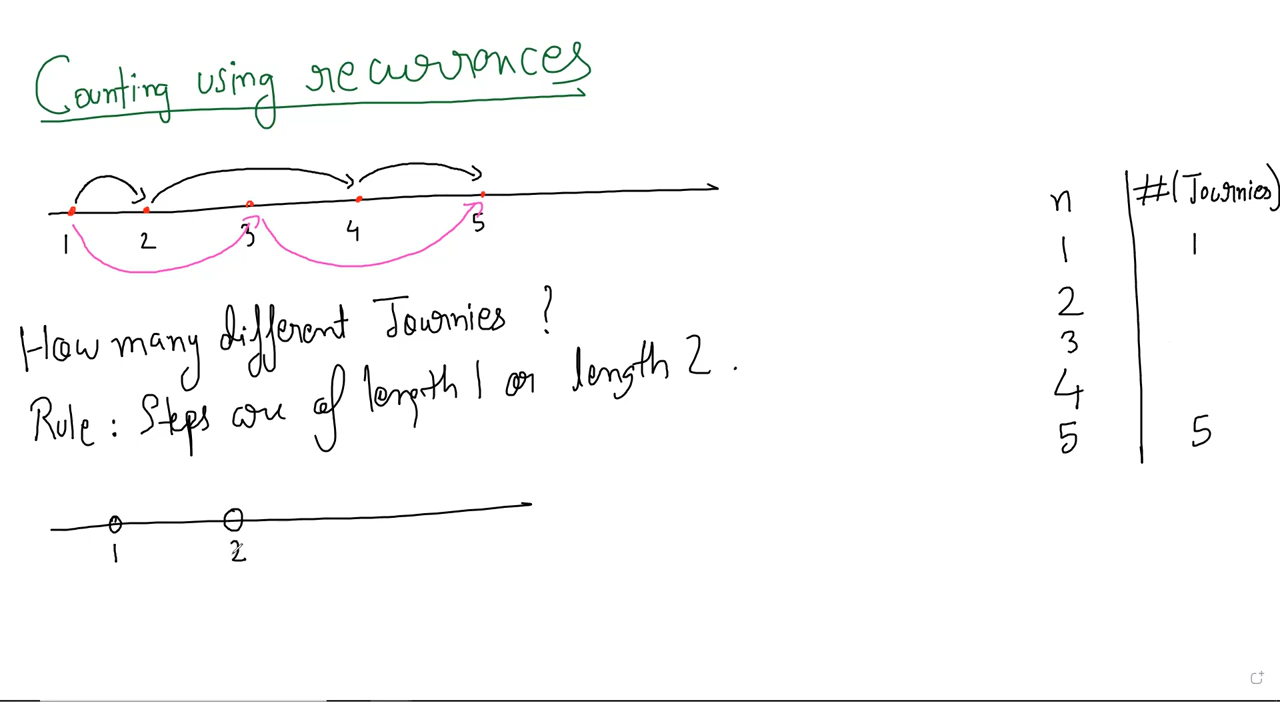 Counting using recurrences
1 2 3 4 5
How many different Journies ?
Rule : Steps are of length 1 or length 2 .
1 2
n #(Journies)
1 1
2
3
4
5 5